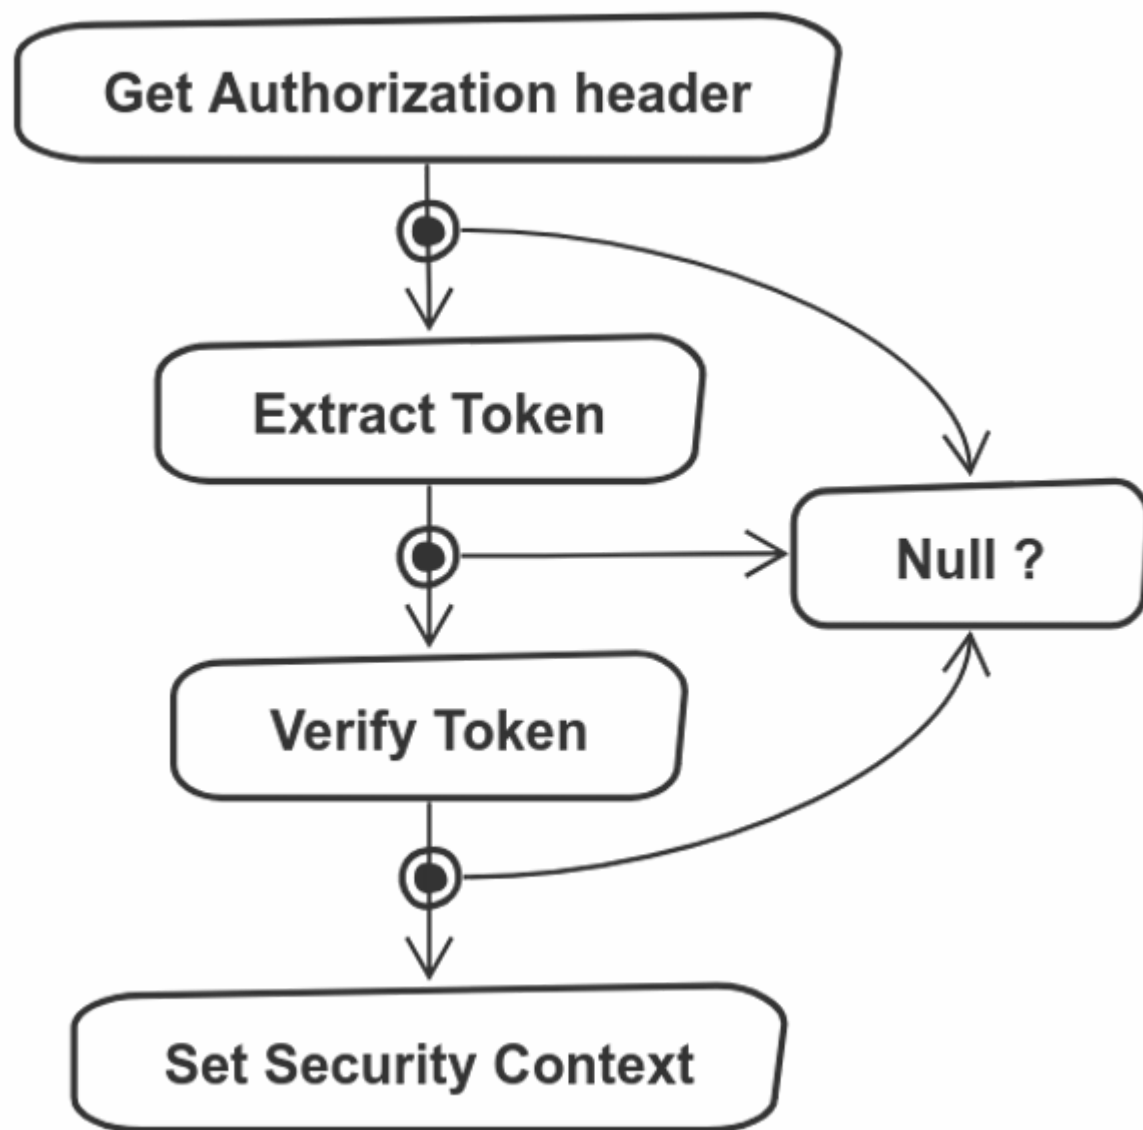 Get Authorization header
Extract Token
Null ?
Verify Token
Set Security Context